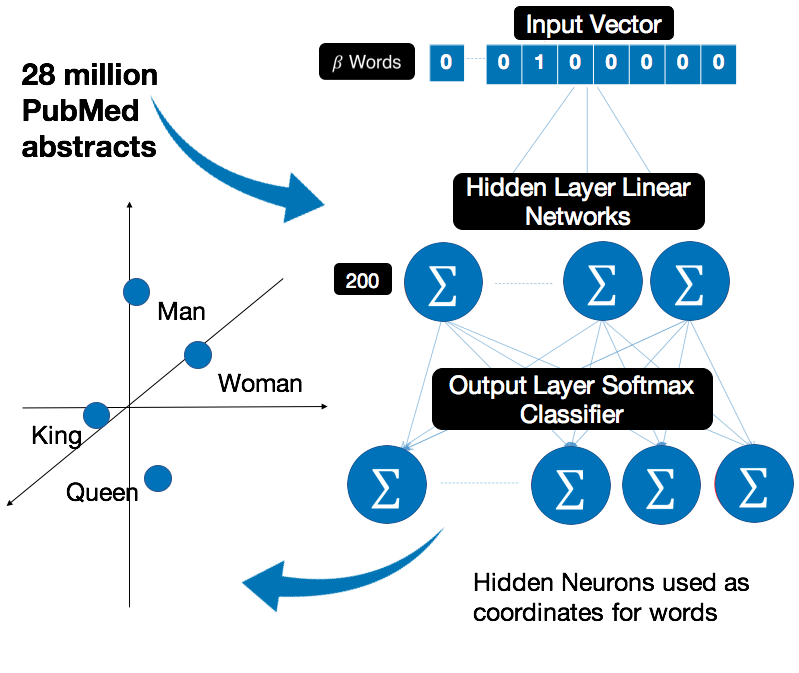 Input Vector
β Words
0 0 1 0 0 0 0 0
28 million
PubMed
abstracts
Hidden Layer Linear
Networks
200
Σ Σ Σ
Man
Woman
King
Queen
Output Layer Softmax
Classifier
Σ Σ Σ Σ
Hidden Neurons used as
coordinates for words